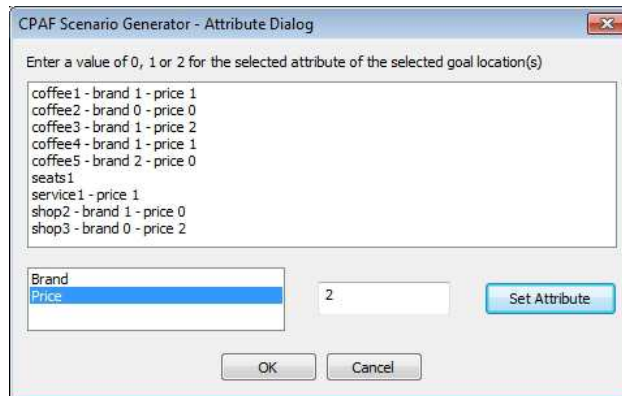 CPAF Scenario Generator - Attribute Dialog
Enter a value of 0, 1 or 2 for the selected attribute of the selected goal location(s)
coffee1 - brand 1 - price 1
coffee2 - brand 0 - price 0
coffee3 - brand 1 - price 2
coffee4 - brand 1 - price 1
coffee5 - brand 2 - price 0
seats1
service1 - price 1
shop2 - brand 1 - price 0
shop3 - brand 0 - price 2
Brand
Price
2
Set Attribute
OK
Cancel